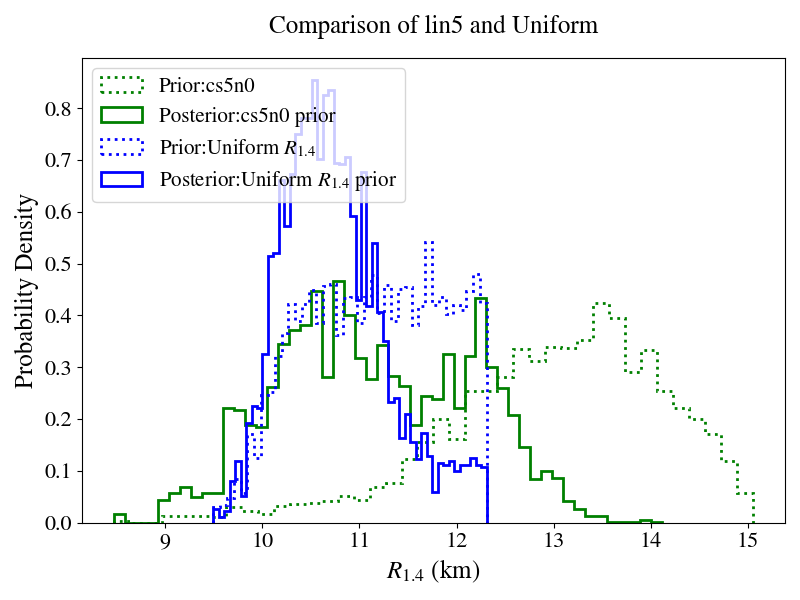 Comparison of lin5 and Uniform
Prior:cs5n0
Posterior:cs5n0 prior
Prior:Uniform R1.4
Posterior:Uniform R1.4 prior
Probability Density
0.8
0.7
0.6
0.5
0.4
0.3
0.2
0.1
0.0
9 10 11 12 13 14 15
R1.4 (km)